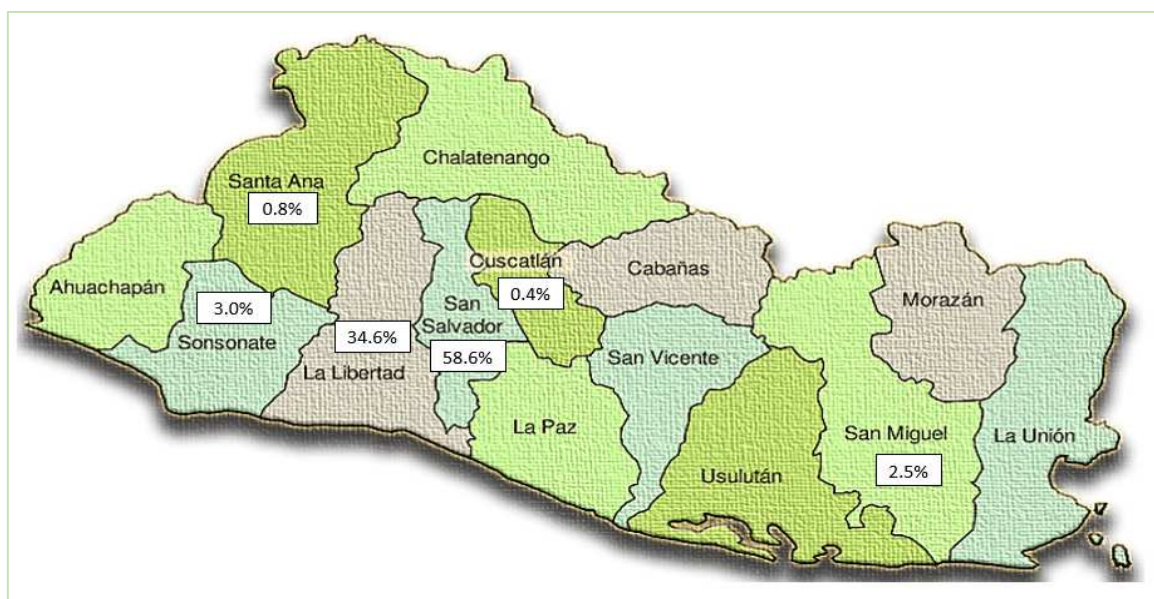 Chalatenango
Santa Ana
0.8%
Ahuachapán
3.0%
Sonsonate
34.6%
La Libertad
San
Salvador
58.6%
Cuscatlán
0.4%
Cabañas
San Vicente
La Paz
Usulután
San Miguel
2.5%
Morazán
La Unión